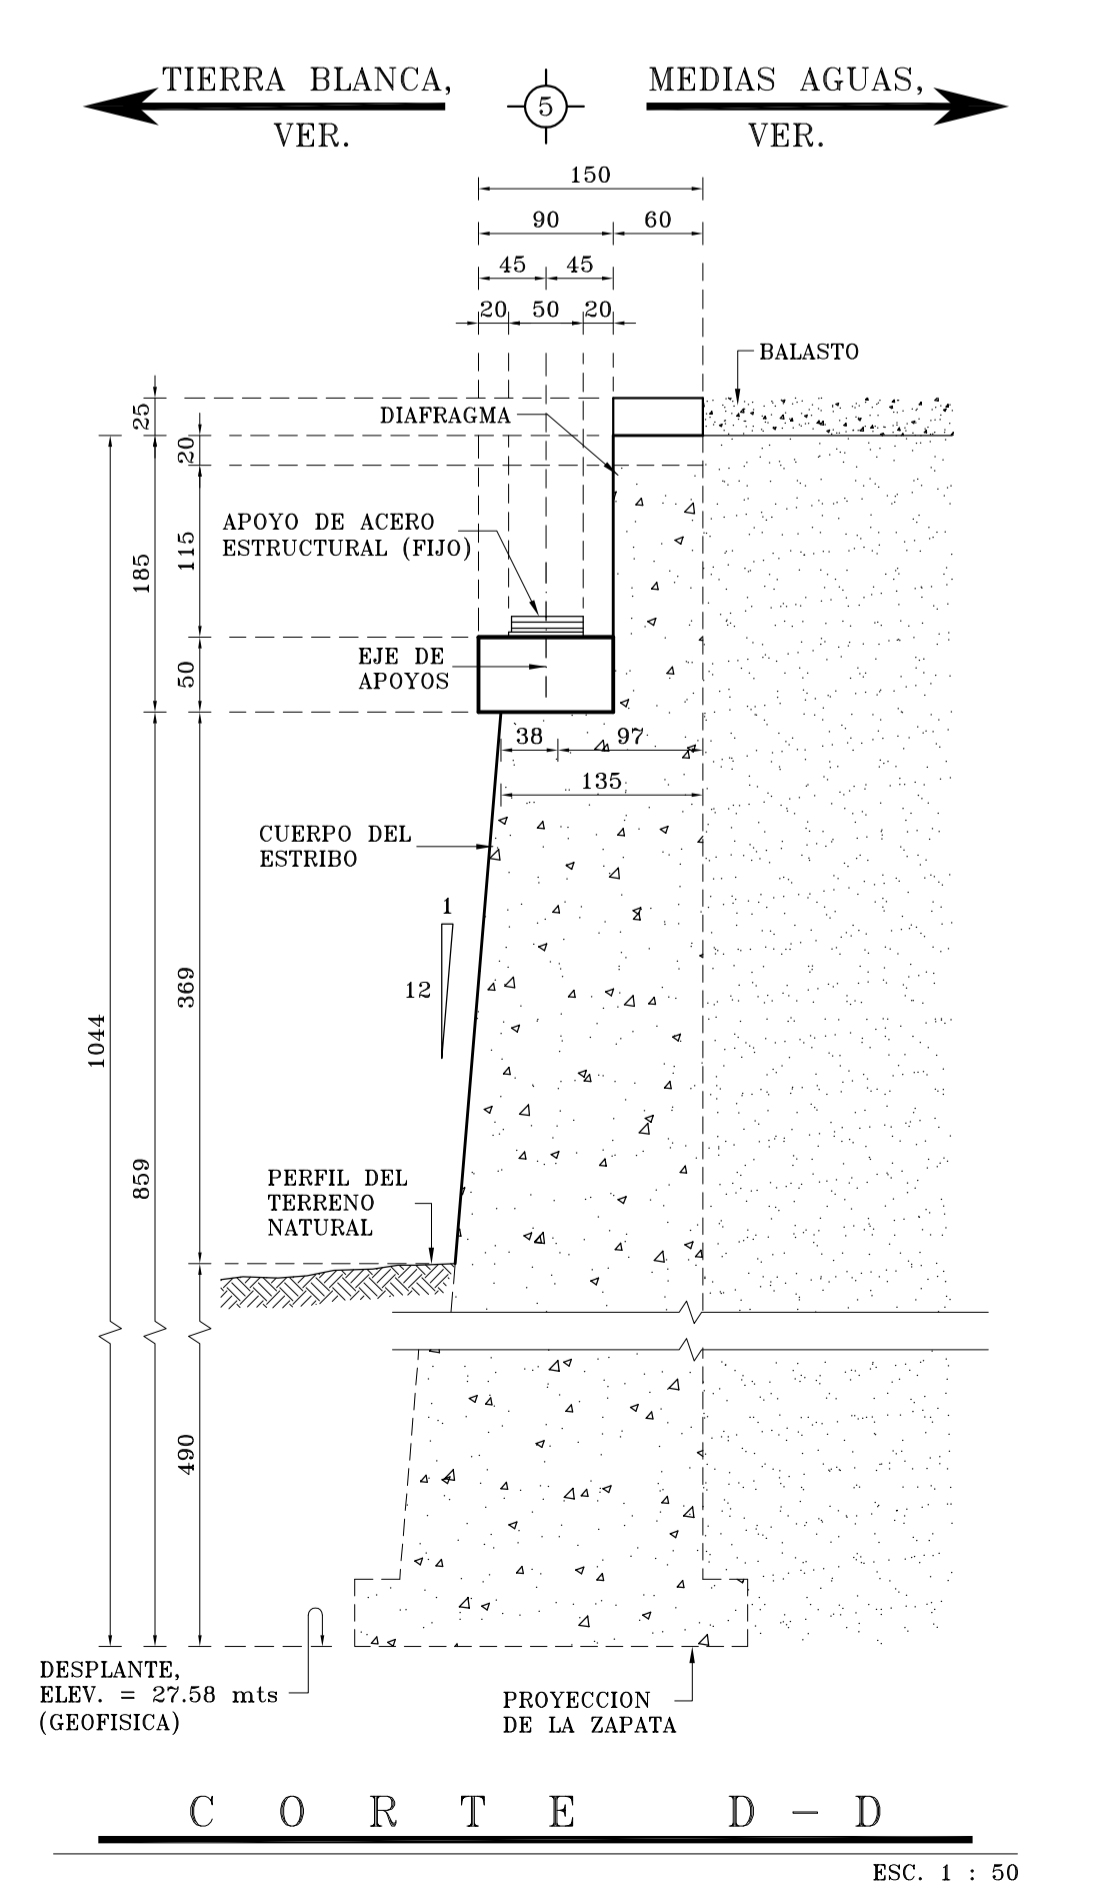 TIERRA BLANCA,
VER.
5
MEDIAS AGUAS,
VER.
150
90
60
45
45
20
50
20
BALASTO
DIAFRAGMA
25
20
APOYO DE ACERO
ESTRUCTURAL (FIJO)
115
185
EJE DE
APOYOS
50
38
97
135
CUERPO DEL
ESTRIBO
1
12
369
1044
859
PERFIL DEL
TERRENO
NATURAL
490
DESPLANTE,
ELEV. = 27.58 mts
(GEOFISICA)
PROYECCION
DE LA ZAPATA
CORTE D-D
ESC. 1 : 50